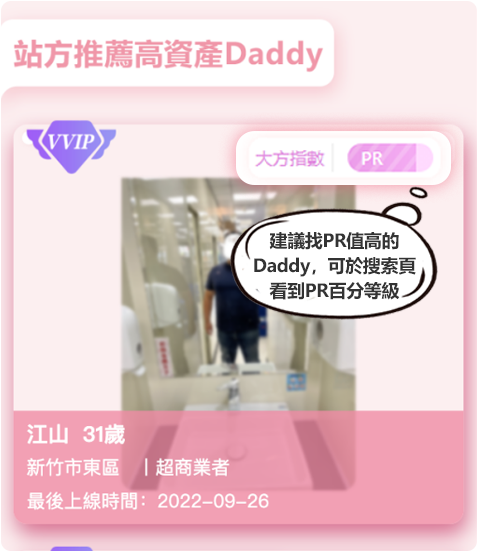 站方推薦高資產Daddy
VVIP
大方指數 PR
建議找PR值高的
Daddy，可於搜索頁
看到PR百分等級
江山 31歲
新竹市東區 ｜超商業者
最後上線時間：2022-09-26